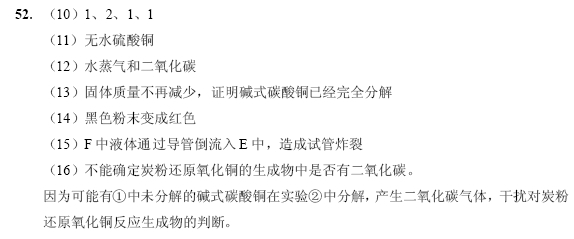 52. （10）1、2、1、1
（11）无水硫酸铜
（12）水蒸气和二氧化碳
（13）固体质量不再减少，证明碱式碳酸铜已经完全分解
（14）黑色粉末变成红色
（15）F 中液体通过导管倒流入 E 中，造成试管炸裂
（16）不能确定炭粉还原氧化铜的生成物中是否有二氧化碳。
因为可能有①中未分解的碱式碳酸铜在实验②中分解，产生二氧化碳气体，干扰对炭粉
还原氧化铜反应生成物的判断。